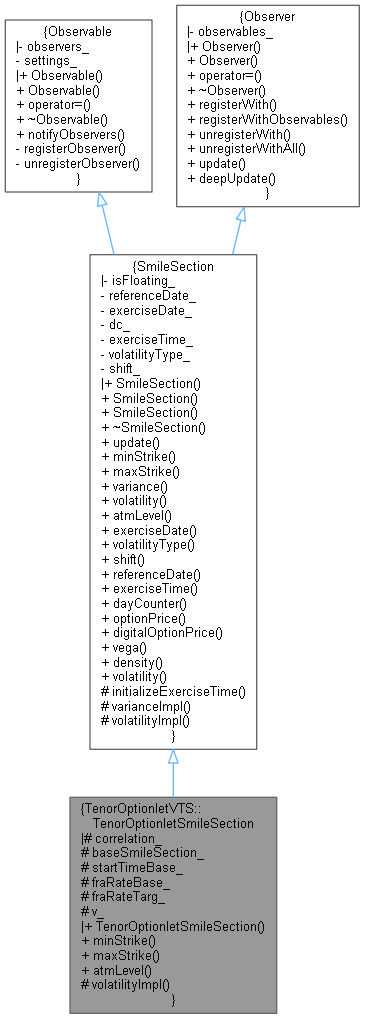 {Observable
|- observers_
- settings_
|+ Observable()
+ Observable()
+ operator=()
+ ~Observable()
+ notifyObservers()
- registerObserver()
- unregisterObserver()
}
{Observer
|- observables_
|+ Observer()
+ Observer()
+ operator=()
+ ~Observer()
+ registerWith()
+ registerWithObservables()
+ unregisterWith()
+ unregisterWithAll()
+ update()
+ deepUpdate()
}
{SmileSection
|- isFloating_
- referenceDate_
- exerciseDate_
- dc_
- exerciseTime_
- volatilityType_
- shift_
|+ SmileSection()
+ SmileSection()
+ SmileSection()
+ ~SmileSection()
+ update()
+ minStrike()
+ maxStrike()
+ variance()
+ volatility()
+ atmLevel()
+ exerciseDate()
+ volatilityType()
+ shift()
+ referenceDate()
+ exerciseTime()
+ dayCounter()
+ optionPrice()
+ digitalOptionPrice()
+ vega()
+ density()
+ volatility()
# initializeExerciseTime()
# varianceImpl()
# volatilityImpl()
}
{TenorOptionletVTS::
TenorOptionletSmileSection
|# correlation_
# baseSmileSection_
# startTimeBase_
# fraRateBase_
# fraRateTarg_
# v_
|+ TenorOptionletSmileSection()
+ minStrike()
+ maxStrike()
+ atmLevel()
# volatilityImpl()
}